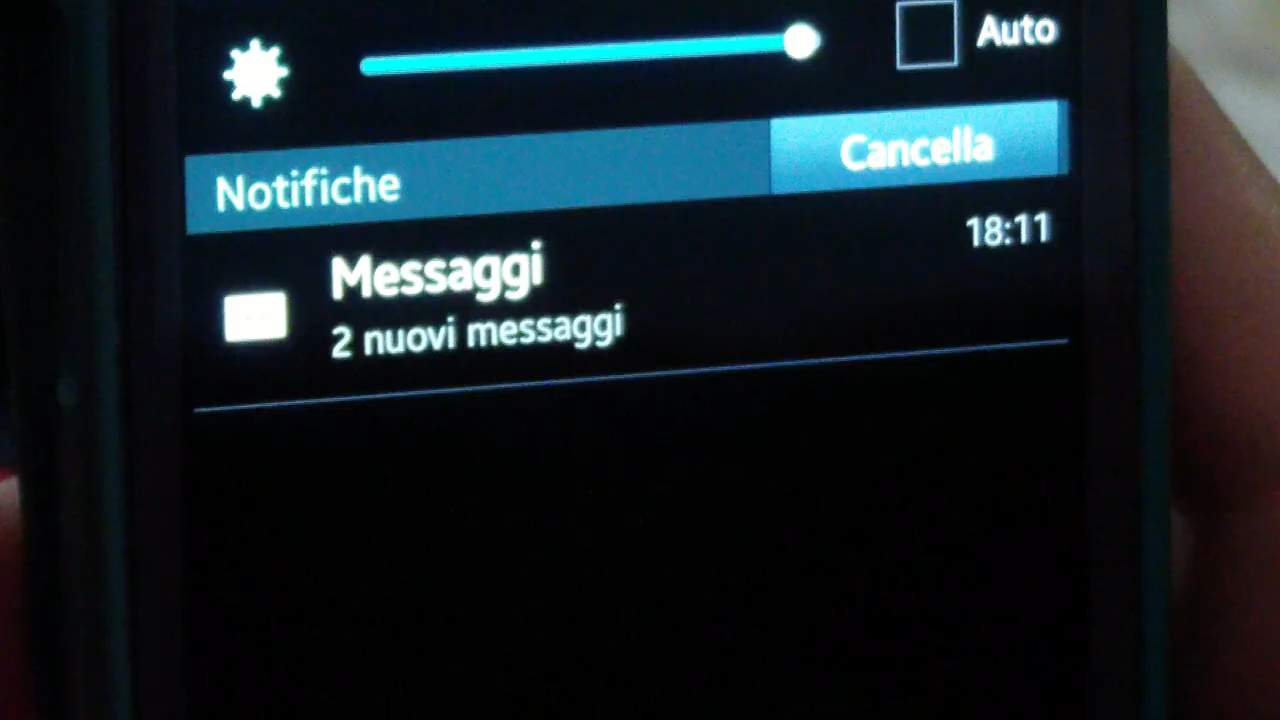 Auto
Notifiche
Cancella
Messaggi
18:11
2 nuovi messaggi